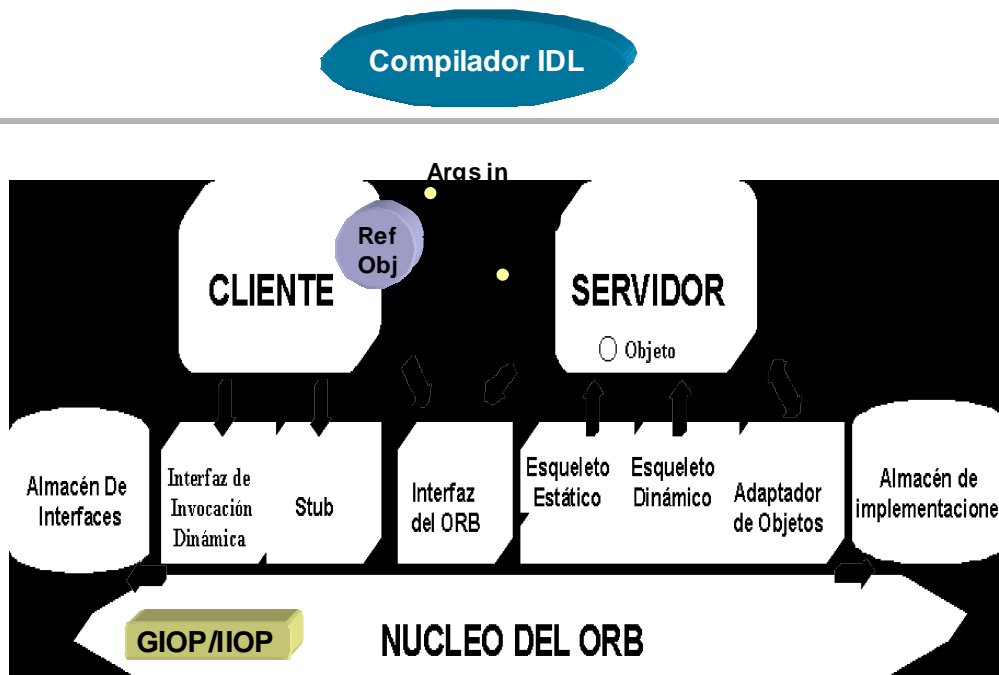 Compilador IDL
Args in
Ref
Obj
CLIENTE
SERVIDOR
Objeto
Almacén De
Interfaces
Interfaz de
Invocación
Dinámica
Stub
Interfaz
del ORB
Esqueleto
Estático
Esqueleto
Dinámico
Adaptador
de Objetos
Almacén de
implementacione
GIOP/IIOP
NUCLEO DEL ORB